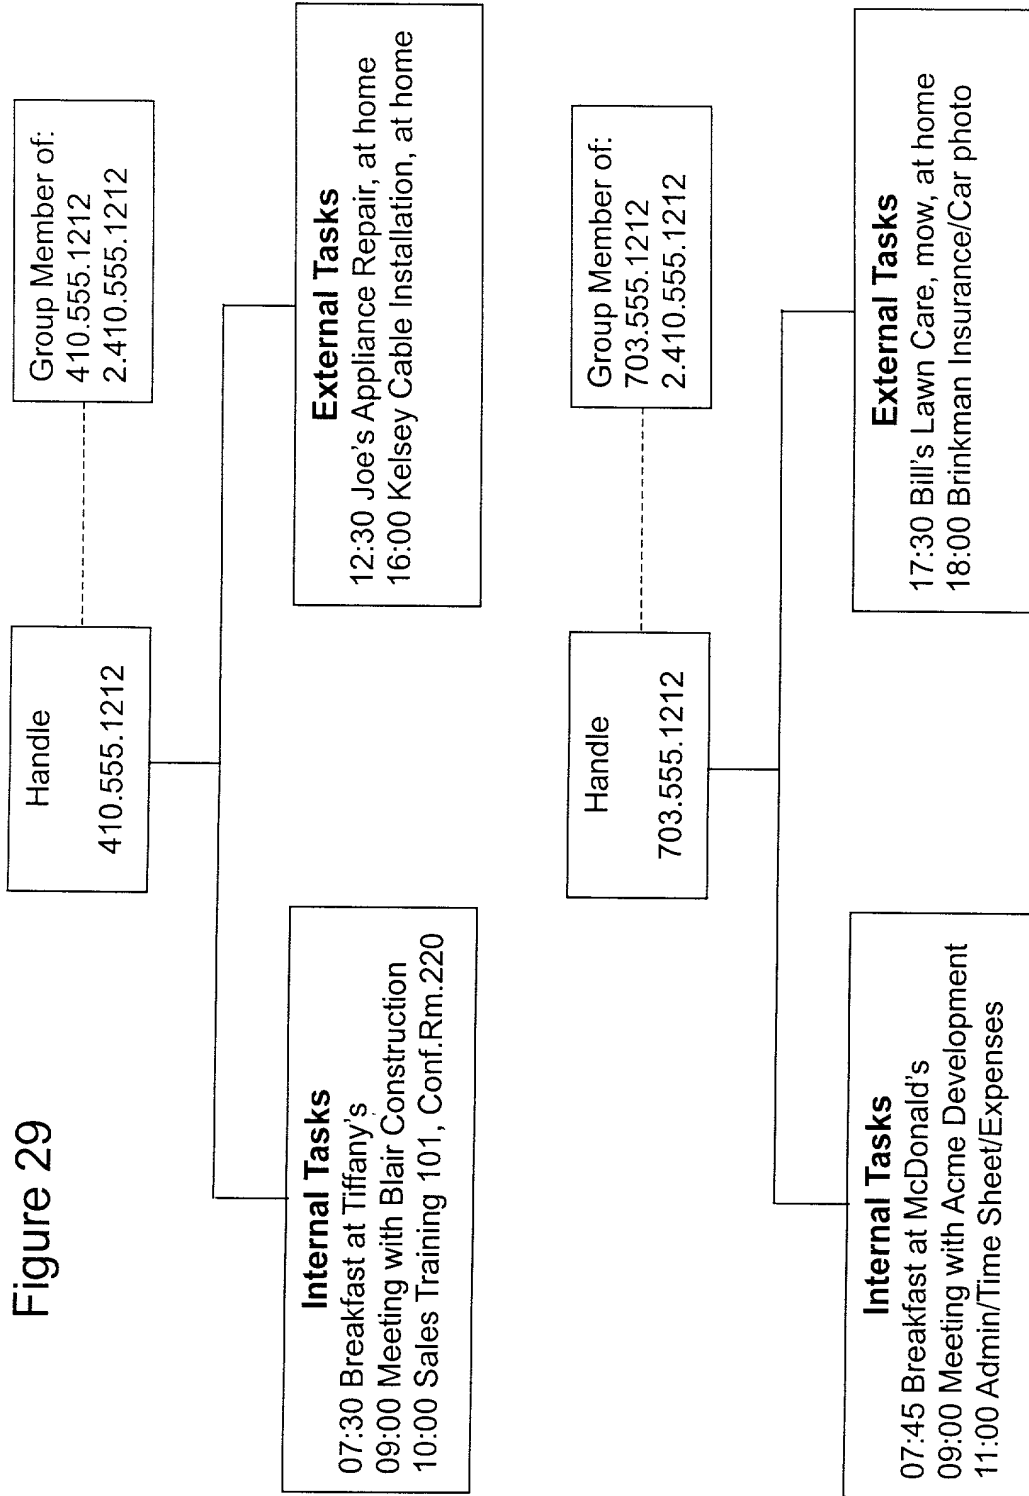 Figure 29
Handle
410.555.1212
Group Member of:
410.555.1212
2.410.555.1212
Internal Tasks
07:30 Breakfast at Tiffany's
09:00 Meeting with Blair Construction
10:00 Sales Training 101, Conf.Rm.220
External Tasks
12:30 Joe's Appliance Repair, at home
16:00 Kelsey Cable Installation, at home
Handle
703.555.1212
Group Member of:
703.555.1212
2.410.555.1212
Internal Tasks
07:45 Breakfast at McDonald's
09:00 Meeting with Acme Development
11:00 Admin/Time Sheet/Expenses
External Tasks
17:30 Bill's Lawn Care, mow, at home
18:00 Brinkman Insurance/Car photo